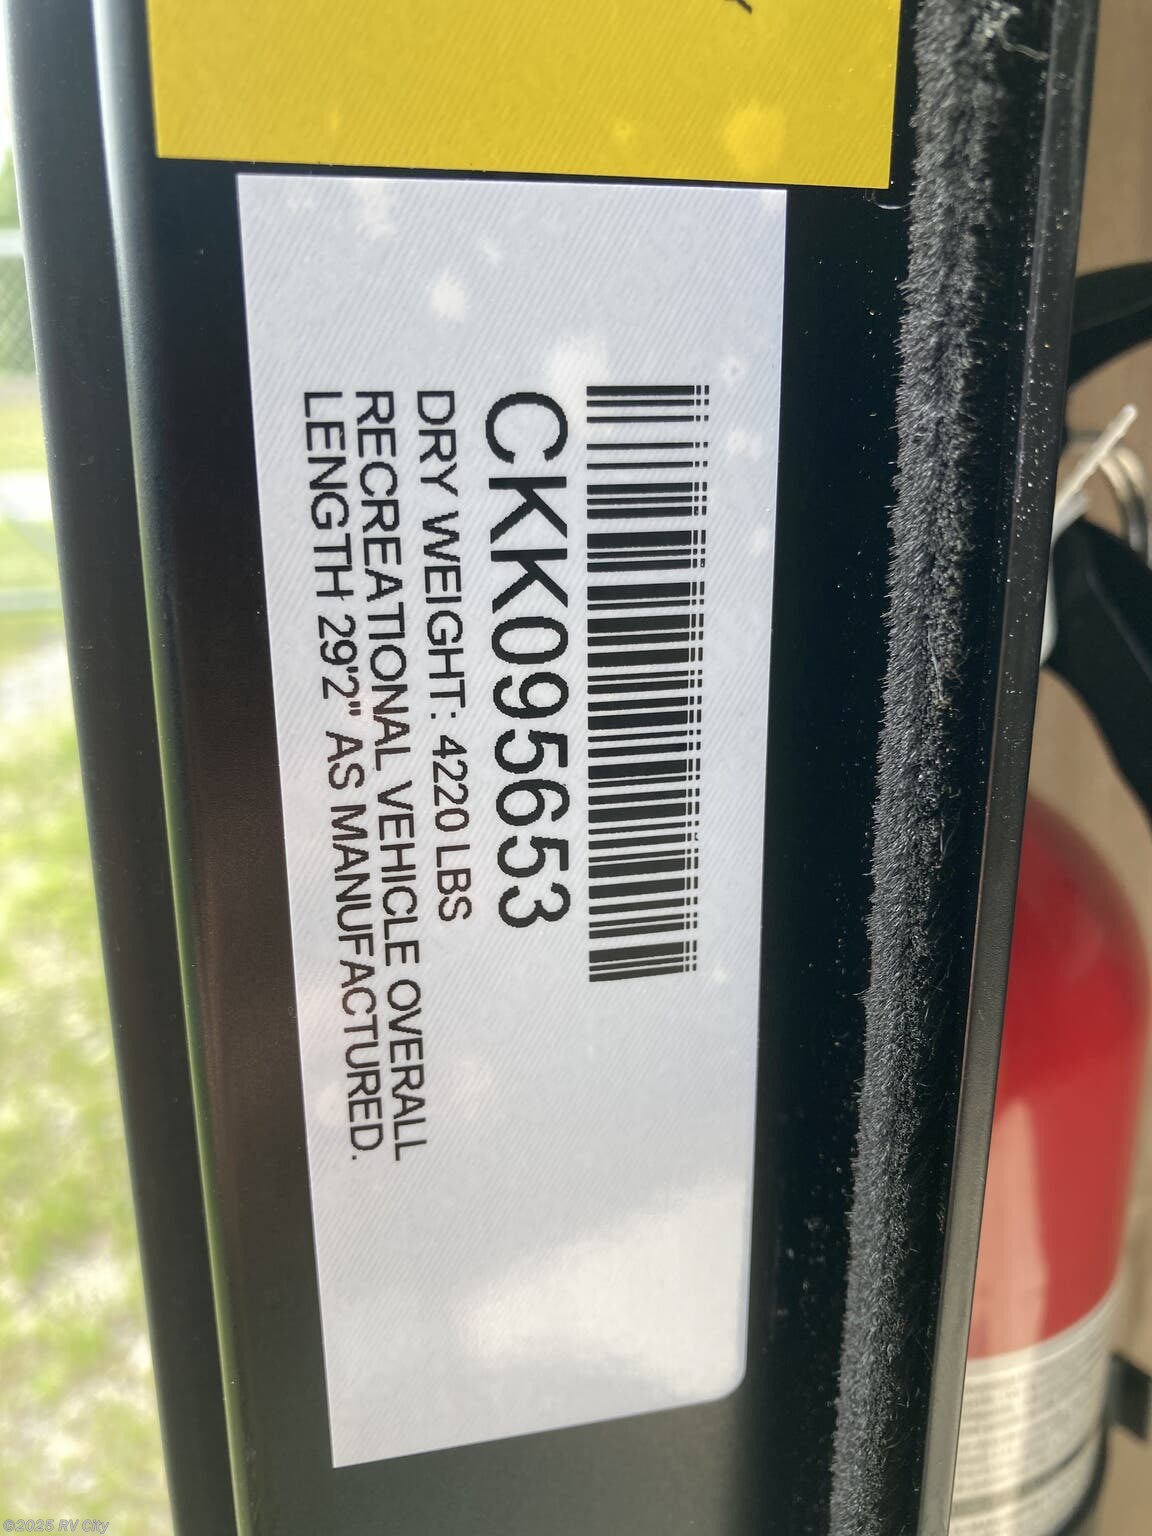 CKK095653
DRY WEIGHT: 4220 LBS
RECREATIONAL VEHICLE OVERALL
LENGTH 29'2" AS MANUFACTURED.
©2025 RV City